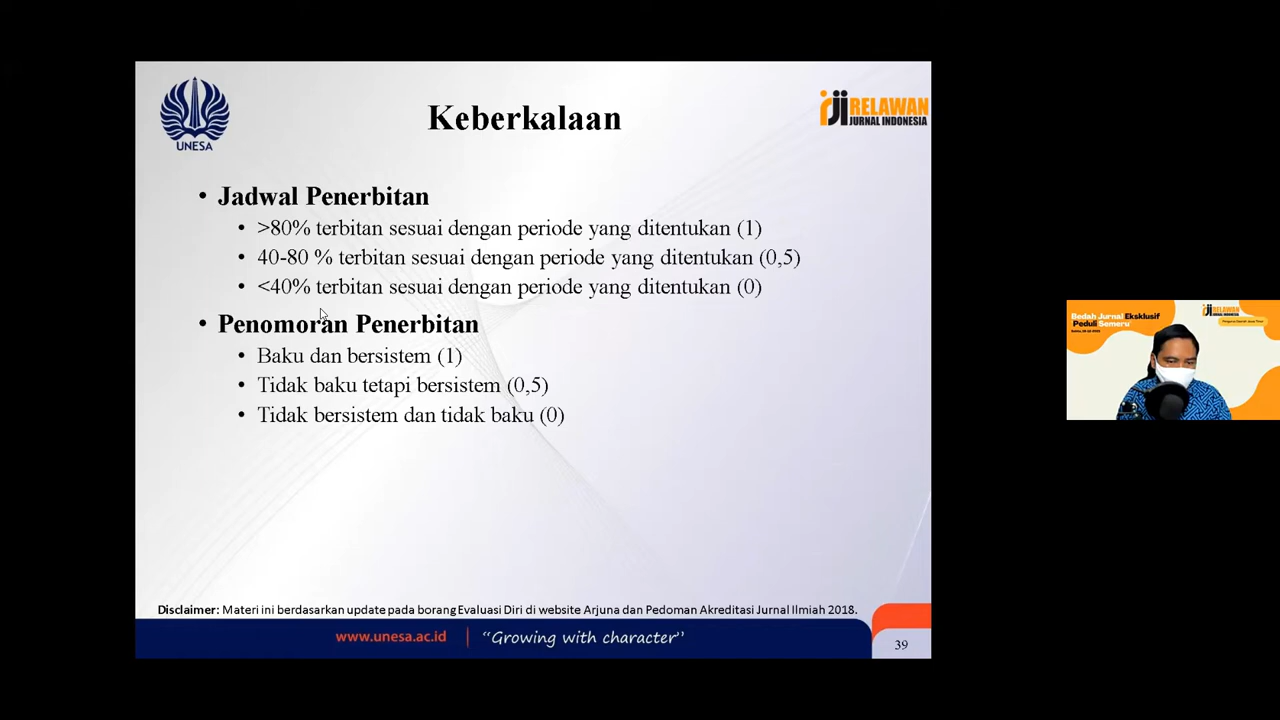 UNESA
Keberkalaan
RELAWAN
JURNAL INDONESIA
• Jadwal Penerbitan
• >80% terbitan sesuai dengan periode yang ditentukan (1)
• 40-80 % terbitan sesuai dengan periode yang ditentukan (0,5)
• <40% terbitan sesuai dengan periode yang ditentukan (0)
• Penomoran Penerbitan
• Baku dan bersistem (1)
• Tidak baku tetapi bersistem (0,5)
• Tidak bersistem dan tidak baku (0)
Disclaimer: Materi ini berdasarkan update pada borang Evaluasi Diri di website Arjuna dan Pedoman Akreditasi Jurnal Ilmiah 2018.
www.unesa.ac.id
"Growing with character"
39
Bedah Jurnal Eksklusif
Peduli Semeru
RELAWAN
JURNAL INDONESIA